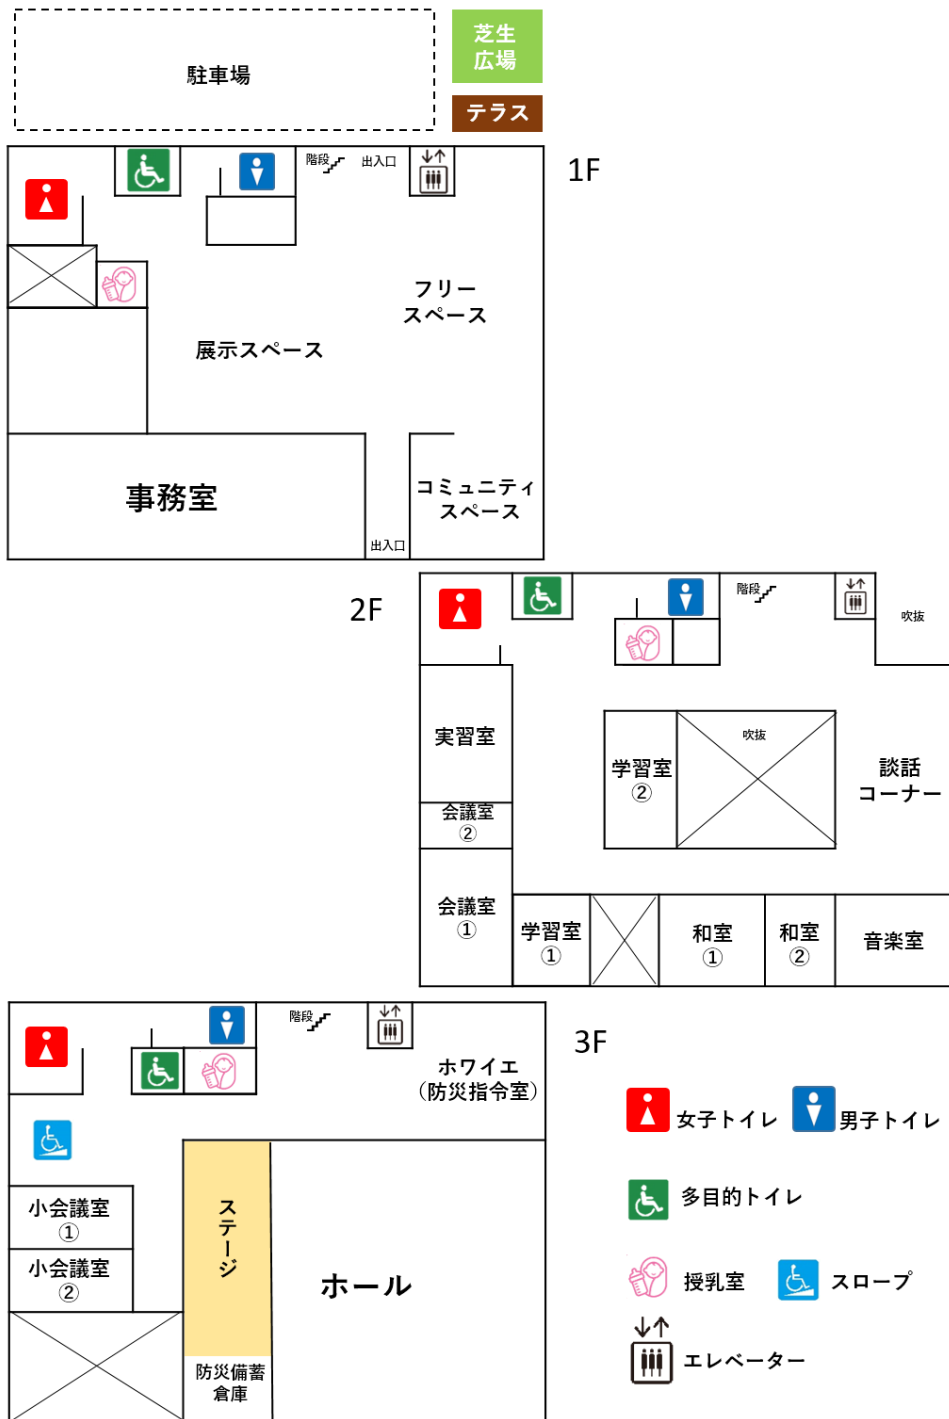 駐車場
芝生
広場
テラス
1F
階段
出入口
フリー
スペース
展示スペース
事務室
コミュニティ
スペース
出入口
2F
階段
吹抜
実習室
学習室
②
吹抜
談話
コーナー
会議室
②
会議室
①
学習室
①
和室
①
和室
②
音楽室
3F
階段
ホワイエ
(防災指令室)
小会議室
①
小会議室
②
ステージ
ホール
防災備蓄
倉庫
女子トイレ
男子トイレ
多目的トイレ
授乳室
スロープ
エレベーター